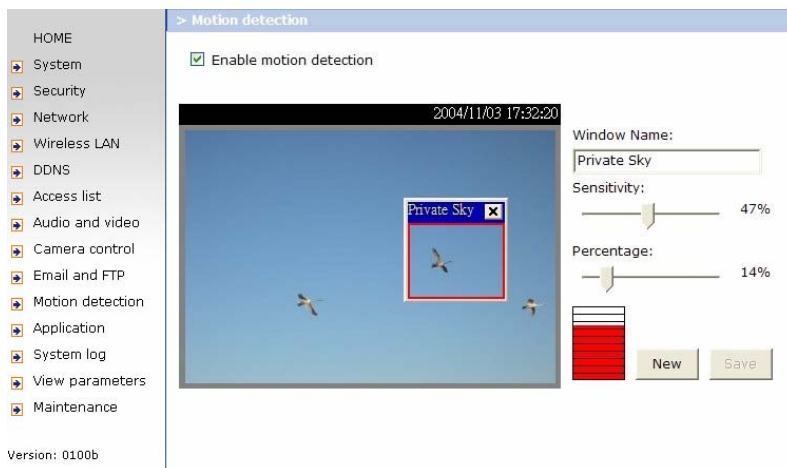 > Motion detection
HOME
System
Security
Network
Wireless LAN
DDNS
Access list
Audio and video
Camera control
Email and FTP
Motion detection
Application
System log
View parameters
Maintenance
Version: 0100b
Enable motion detection
2004/11/03 17:32:20
Private Sky
Window Name:
Private Sky
Sensitivity:
47%
Percentage:
14%
New
Save